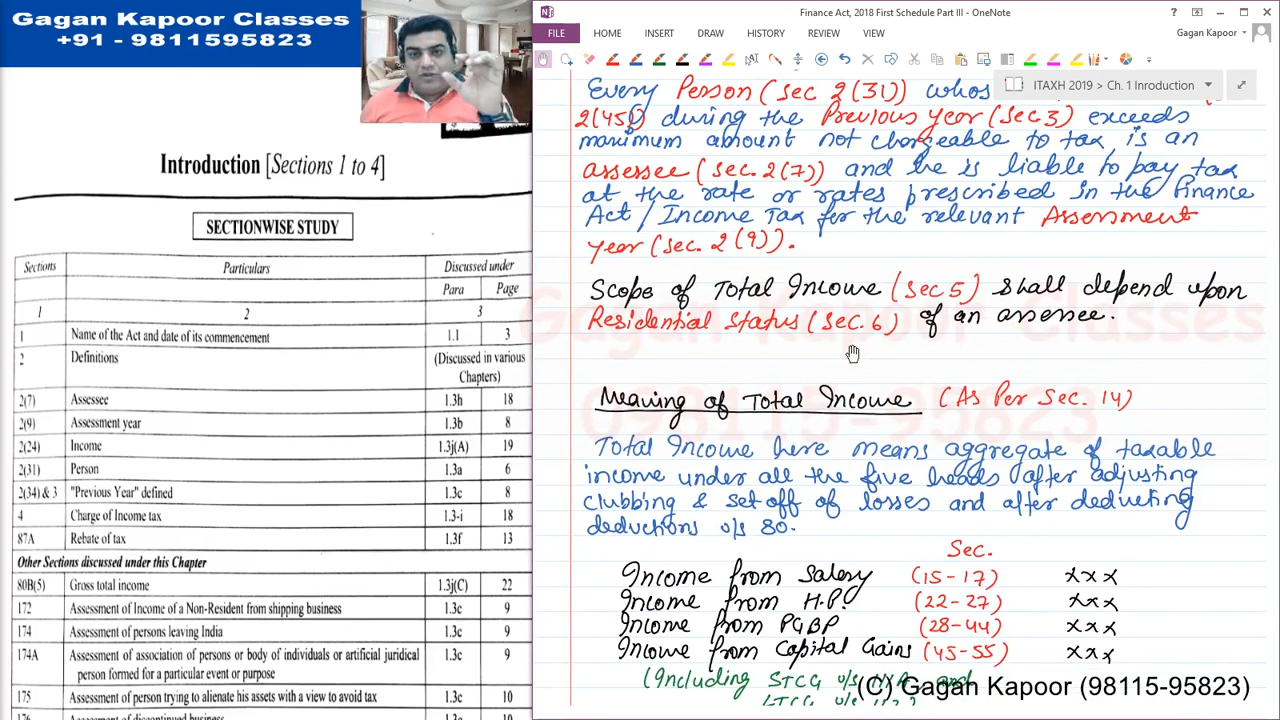 Gagan Kapoor Classes
+91 - 9811595823
Introduction [Sections 1 to 4]
SECTIONWISE STUDY
Sections Particulars Discussed under
Para Page
1 2 3
1 Name of the Act and date of its commencement 1.1 3
2 Definitions (Discussed in various Chapters)
2(7) Assessee 1.3h 18
2(9) Assessment year 1.3b 8
2(24) Income 1.3j(A) 19
2(31) Person 1.3a 6
2(34) & 3 "Previous Year" defined 1.3c 8
4 Charge of Income tax 1.3-i 18
87A Rebate of tax 1.3f 13
Other Sections discussed under this Chapter
80B(5) Gross total income 1.3j(C) 22
172 Assessment of Income of a Non-Resident from shipping business 1.3c 9
174 Assessment of persons leaving India 1.3c 9
174A Assessment of association of persons or body of individuals or artificial juridical 1.3c 9
person formed for a particular event or purpose
175 Assessment of person trying to alienate his assets with a view to avoid tax 1.3c 10
176 Assessment of discontinued business 1.3c 10
Finance Act, 2018 First Schedule Part III - OneNote
FILE HOME INSERT DRAW HISTORY REVIEW VIEW Gagan Kapoor
ITAXH 2019 > Ch. 1 Inroduction
Every Person (Sec 2(31)) whos
2(45)) during the Previous year (Sec.3) exceeds
maximum amount not chargeable to tax, is an
assessee (Sec. 2(7)) and he is liable to pay tax
at the rate or rates prescribed in the Finance
Act / Income Tax for the relevant Assessment
year (Sec. 2(9)).
Scope of Total Income (Sec.5) shall depend upon
Residential Status (Sec. 6) of an assessee.
Meaning of Total Income (As Per Sec. 14)
Total Income here means aggregate of taxable
income under all the five heads after adjusting
clubbing & set off of losses and after deducting
deductions u/s 80.
Sec.
Income from Salary (15-17) xxx
Income from H.P. (22-27) xxx
Income from PGBP (28-44) xxx
Income from Capital Gains (45-55) xxx
(Including STCG u/s 111A and
LTCG u/s 112)
(C) Gagan Kapoor (98115-95823)